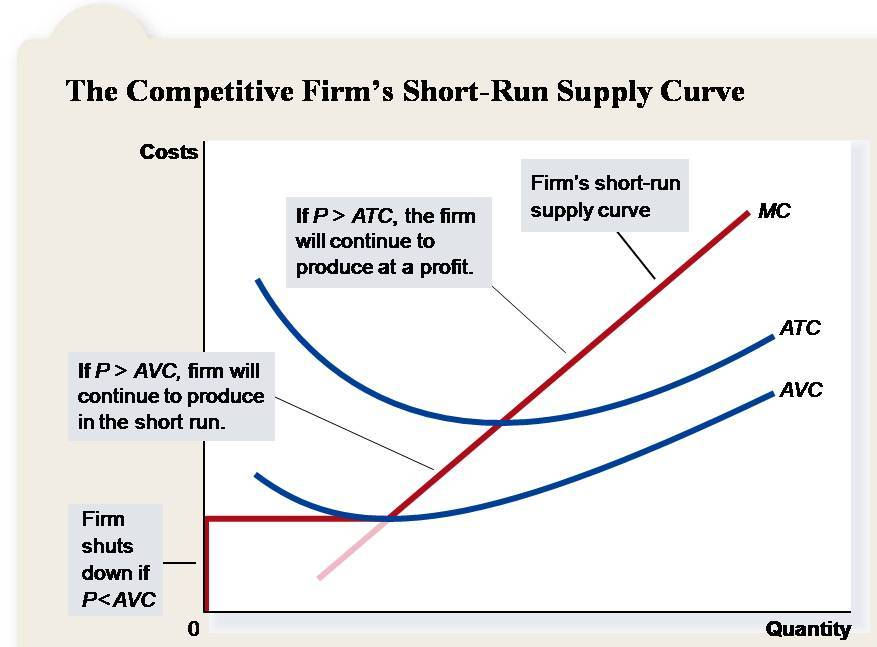 The Competitive Firm's Short-Run Supply Curve
Costs
Firm's short-run
supply curve
MC
If P > ATC, the firm
will continue to
produce at a profit.
ATC
If P > AVC, firm will
continue to produce
in the short run.
AVC
Firm
shuts
down if
P<AVC
0
Quantity